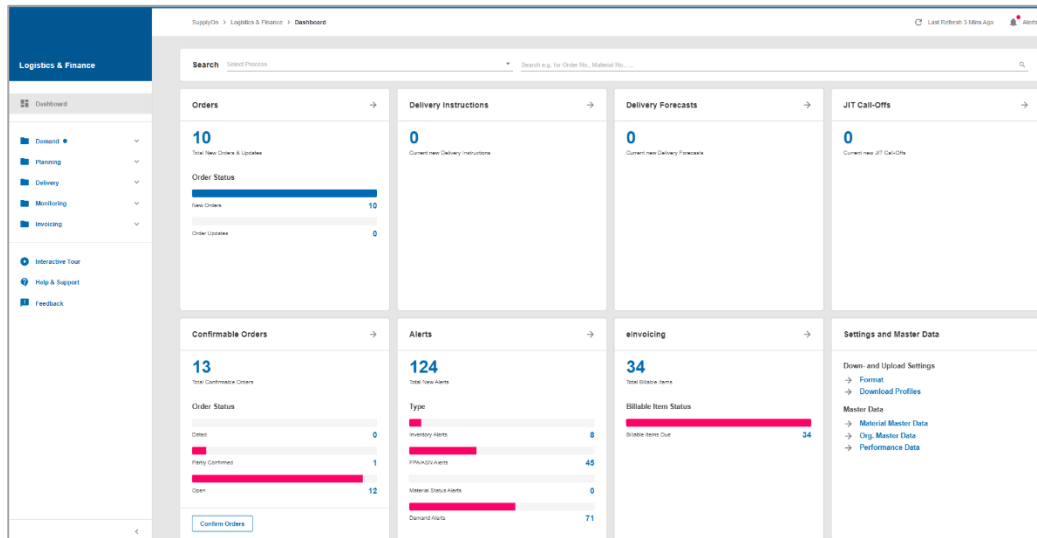 SupplyOn > Logistics & Finance > Dashboard
Last Refresh 3 Mins Ago
Alerts
Logistics & Finance
Dashboard
Demand
Planning
Delivery
Monitoring
Invoicing
Interactive Tour
Help & Support
Feedback
Search
Select Process
Search e.g. for Order No., Material No., ...
Orders
10
Total New Orders & Updates
Order Status
New Orders 10
Order Updates 0
Delivery Instructions
0
Current new Delivery Instructions
Delivery Forecasts
0
Current new Delivery Forecasts
JIT Call-Offs
0
Current new JIT Call-Offs
Confirmable Orders
13
Total Confirmable Orders
Order Status
Dated 0
Partly Confirmed 1
Open 12
Confirm Orders
Alerts
124
Total New Alerts
Type
Inventory Alerts 8
FPA/ASN Alerts 45
Material Status Alerts 0
Demand Alerts 71
eInvoicing
34
Total Billable Items
Billable Item Status
Billable Items Due 34
Settings and Master Data
Down- and Upload Settings
Format
Download Profiles
Master Data
Material Master Data
Org. Master Data
Performance Data